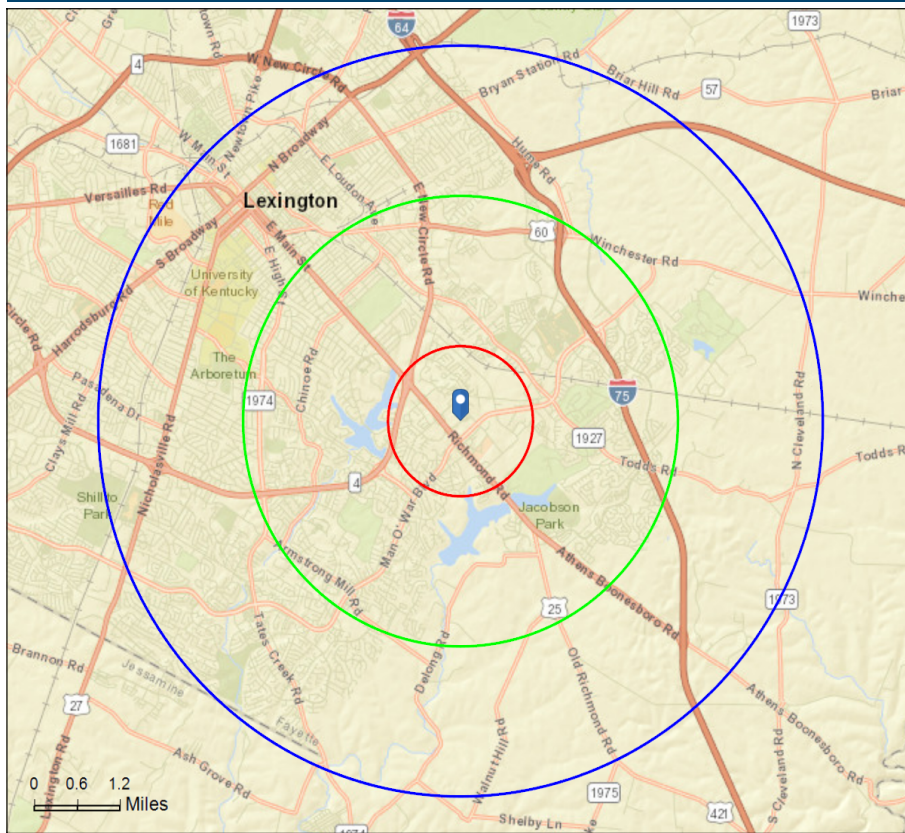 1973
64
4
W New Circle Rd
Bryan Station Rd
Briar Hill Rd
57
Briar
Newtown Pike
1681
W Main St
N Broadway
Hume Rd
E Loudon Ave
Versailles Rd
Red
Mile
Lexington
E New Circle Rd
60
Winchester Rd
S Broadway
E Main St
E High St
University
of Kentucky
Winche
Harrodsburg Rd
Circle Rd
The
Arboretum
Chinoe Rd
1974
75
Pasadena Dr
Clays Mill Rd
N Cleveland Rd
1927
Richmond Rd
Todds Rd
Todds R
Nicholasville Rd
4
Man O' War Blvd
Shillito
Park
Jacobson
Park
Armstrong Mill Rd
Athens Boonesboro Rd
25
1973
Tates Creek Rd
Delong Rd
Old Richmond Rd
Brannon Rd
Jessamine
Fayette
27
Athens Boonesboro Rd
Walnut Hill Rd
Ash Grove Rd
Lexington Rd
S Cleveland Rd
0 0.6 1.2
Miles
1975
421
Shelby Ln
1974